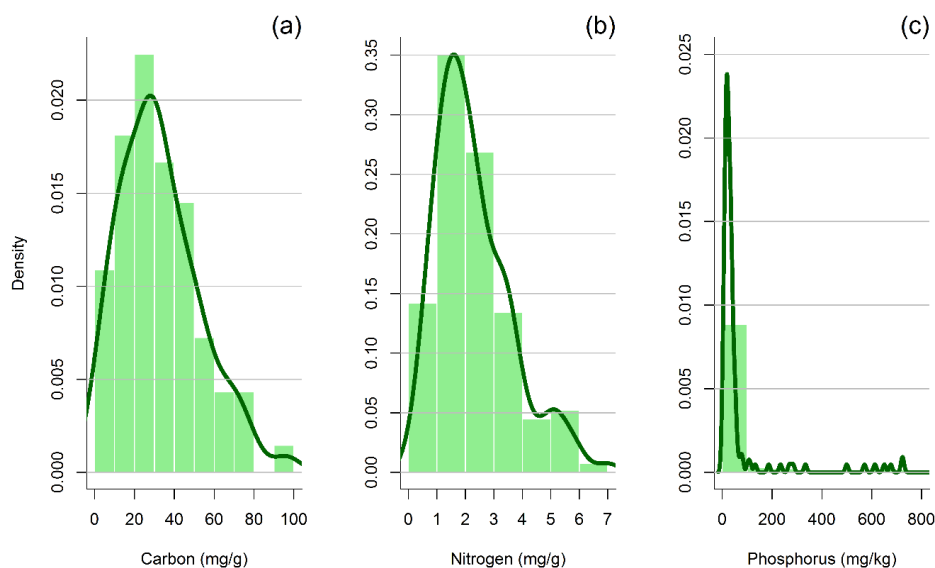 (a)
(b)
(c)
Density
0.000
0.005
0.010
0.015
0.020
0 20 40 60 80 100
Carbon (mg/g)
0.00
0.05
0.10
0.15
0.20
0.25
0.30
0.35
0 1 2 3 4 5 6 7
Nitrogen (mg/g)
0.000
0.005
0.010
0.015
0.020
0.025
0 200 400 600 800
Phosphorus (mg/kg)